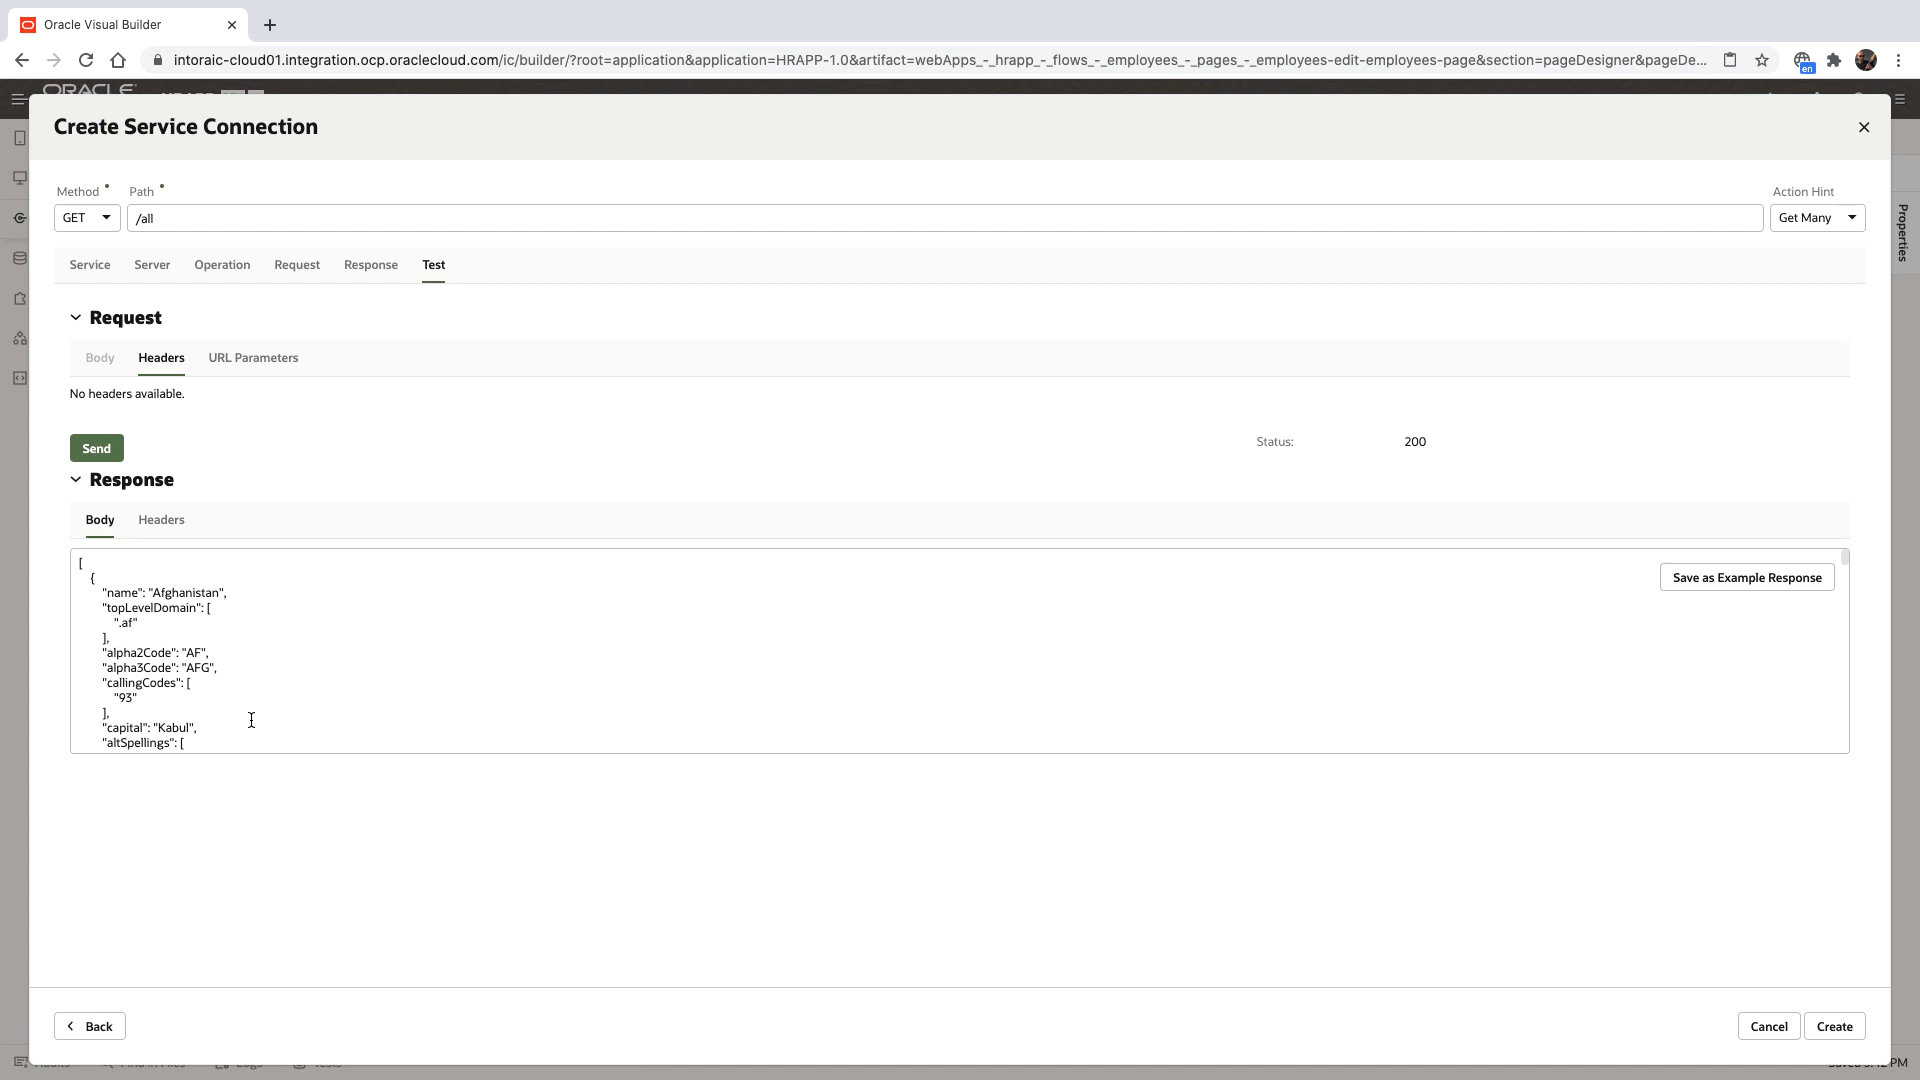 Oracle Visual Builder
intoraic-cloud01.integration.ocp.oraclecloud.com/ic/builder/?root=application&application=HRAPP-1.0&artifact=webApps_-_hrapp_-_flows_-_employees_-_pages_-_employees-edit-employees-page&section=pageDesigner&pageDe...
en
ORACLE
Create Service Connection
Method
Path
Action Hint
GET
/all
Get Many
Properties
Service
Server
Operation
Request
Response
Test
Request
Body
Headers
URL Parameters
No headers available.
Send
Status:
200
Response
Body
Headers
[
{
"name": "Afghanistan",
"topLevelDomain": [
".af"
],
"alpha2Code": "AF",
"alpha3Code": "AFG",
"callingCodes": [
"93"
],
"capital": "Kabul",
"altSpellings": [
Save as Example Response
Back
Cancel
Create